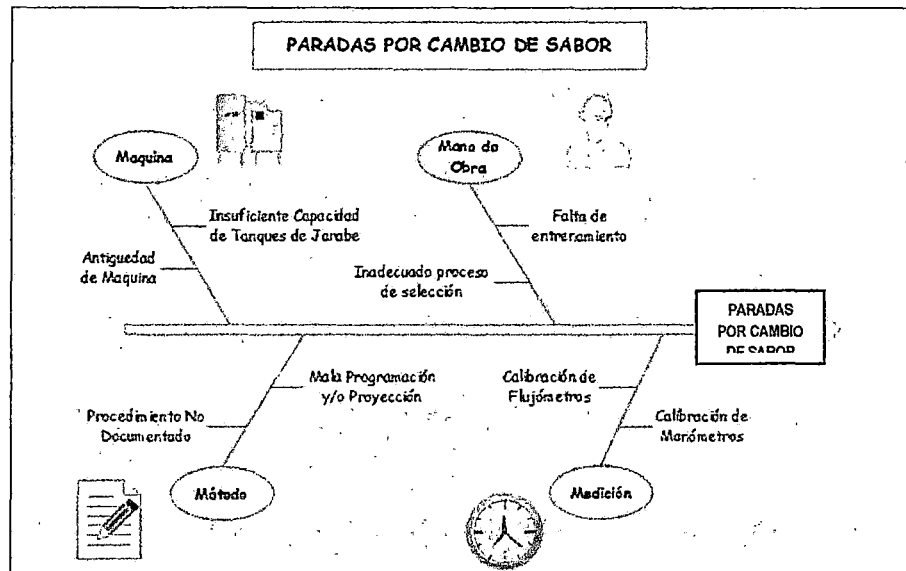 PARADAS POR CAMBIO DE SABOR
Maquina
Mano de
Obra
Insuficiente Capacidad
de Tanques de Jarabe
Antiguedad
de Maquina
Falta de
entrenamiento
Inadecuado proceso
de selección
PARADAS
POR CAMBIO
DE SABOR
Mala Programación
y/o Proyección
Procedimiento No
Documentado
Calibración de
Flujómetros
Calibración de
Manómetros
Método
Medición